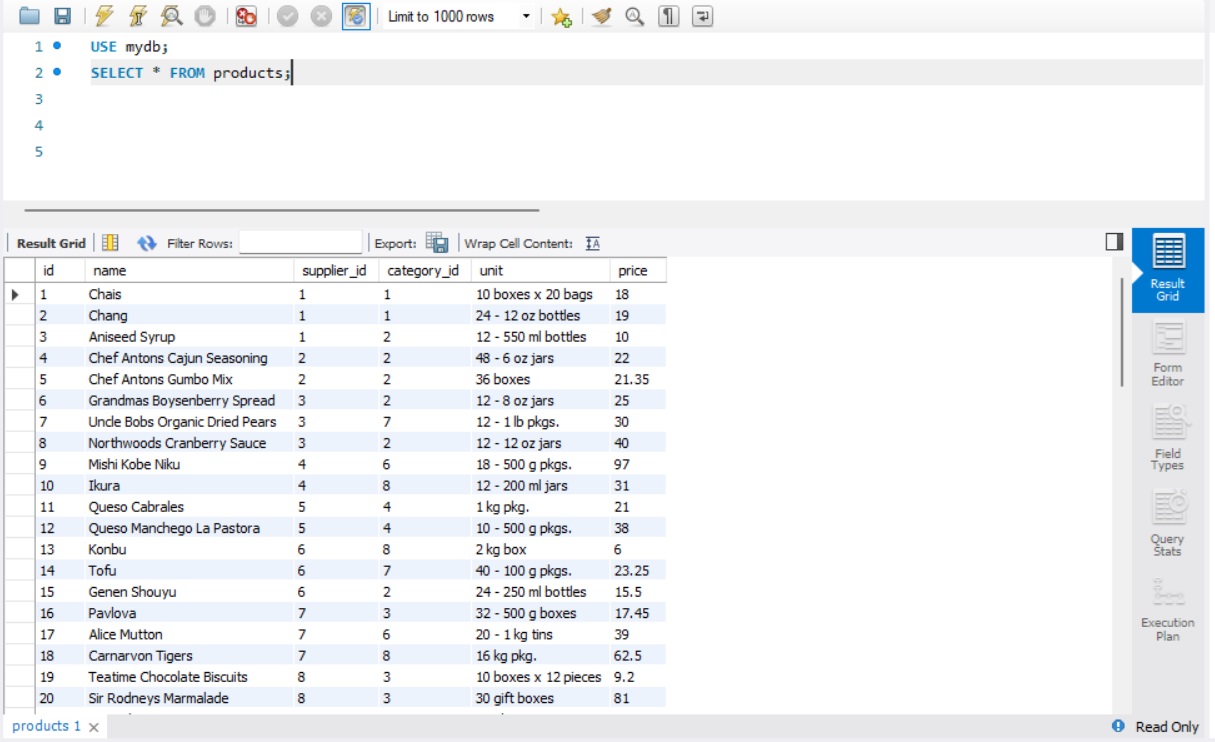 Limit to 1000 rows
1 USE mydb;
2 SELECT * FROM products;
3
4
5
Result Grid Filter Rows: Export: Wrap Cell Content: IA
id name supplier_id category_id unit price
1 Chais 1 1 10 boxes x 20 bags 18
2 Chang 1 1 24 - 12 oz bottles 19
3 Aniseed Syrup 1 2 12 - 550 ml bottles 10
4 Chef Antons Cajun Seasoning 2 2 48 - 6 oz jars 22
5 Chef Antons Gumbo Mix 2 2 36 boxes 21.35
6 Grandmas Boysenberry Spread 3 2 12 - 8 oz jars 25
7 Uncle Bobs Organic Dried Pears 3 7 12 - 1 lb pkgs. 30
8 Northwoods Cranberry Sauce 3 2 12 - 12 oz jars 40
9 Mishi Kobe Niku 4 6 18 - 500 g pkgs. 97
10 Ikura 4 8 12 - 200 ml jars 31
11 Queso Cabrales 5 4 1 kg pkg. 21
12 Queso Manchego La Pastora 5 4 10 - 500 g pkgs. 38
13 Konbu 6 8 2 kg box 6
14 Tofu 6 7 40 - 100 g pkgs. 23.25
15 Genen Shouyu 6 2 24 - 250 ml bottles 15.5
16 Pavlova 7 3 32 - 500 g boxes 17.45
17 Alice Mutton 7 6 20 - 1 kg tins 39
18 Carnarvon Tigers 7 8 16 kg pkg. 62.5
19 Teatime Chocolate Biscuits 8 3 10 boxes x 12 pieces 9.2
20 Sir Rodneys Marmalade 8 3 30 gift boxes 81
Result
Grid
Form
Editor
Field
Types
Query
Stats
Execution
Plan
products 1 Read Only